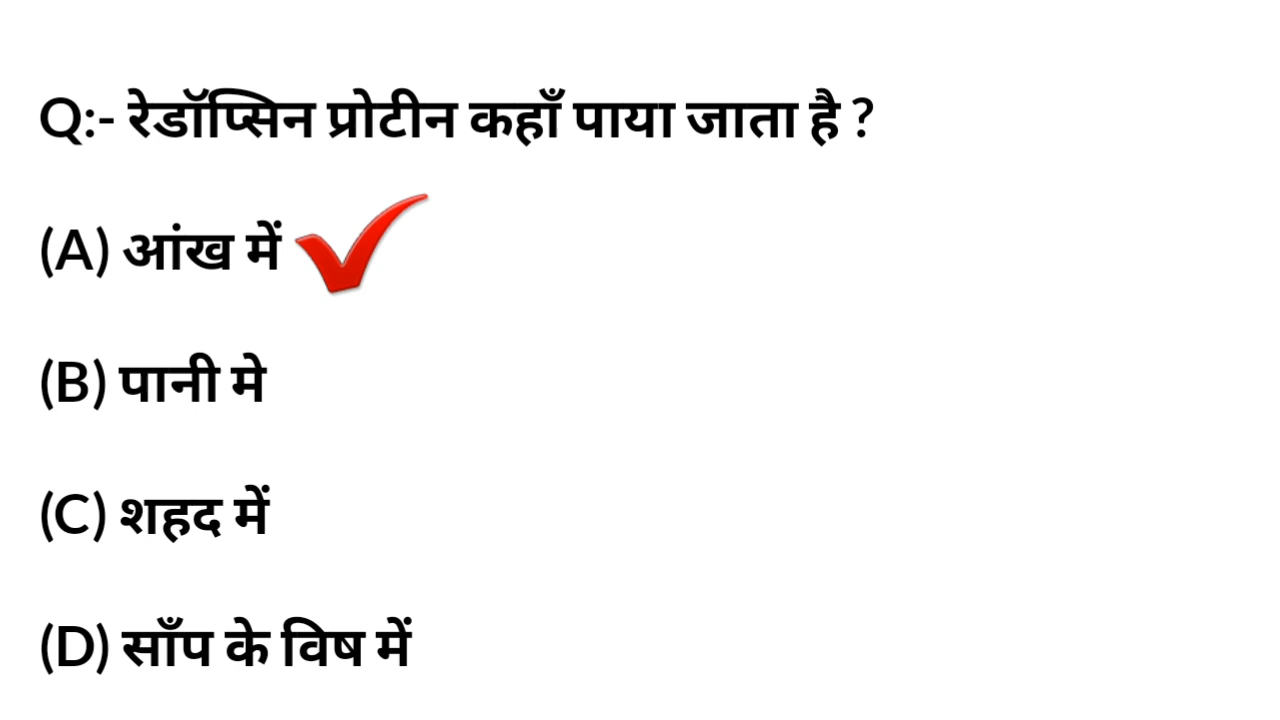 Q:- रेडॉप्सिन प्रोटीन कहाँ पाया जाता है ?
(A) आंख में
(B) पानी मे
(C) शहद में
(D) साँप के विष में